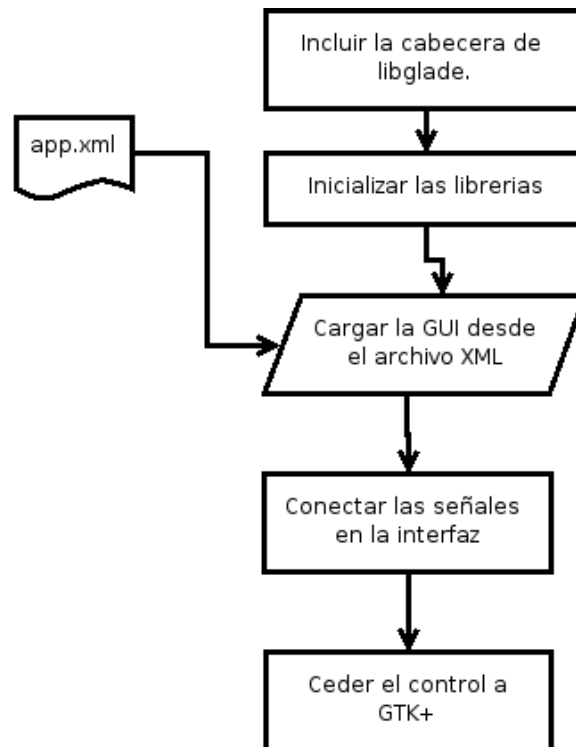 Incluir la cabecera de
libglade.
app.xml
Inicializar las librerias
Cargar la GUI desde
el archivo XML
Conectar las señales
en la interfaz
Ceder el control a
GTK+